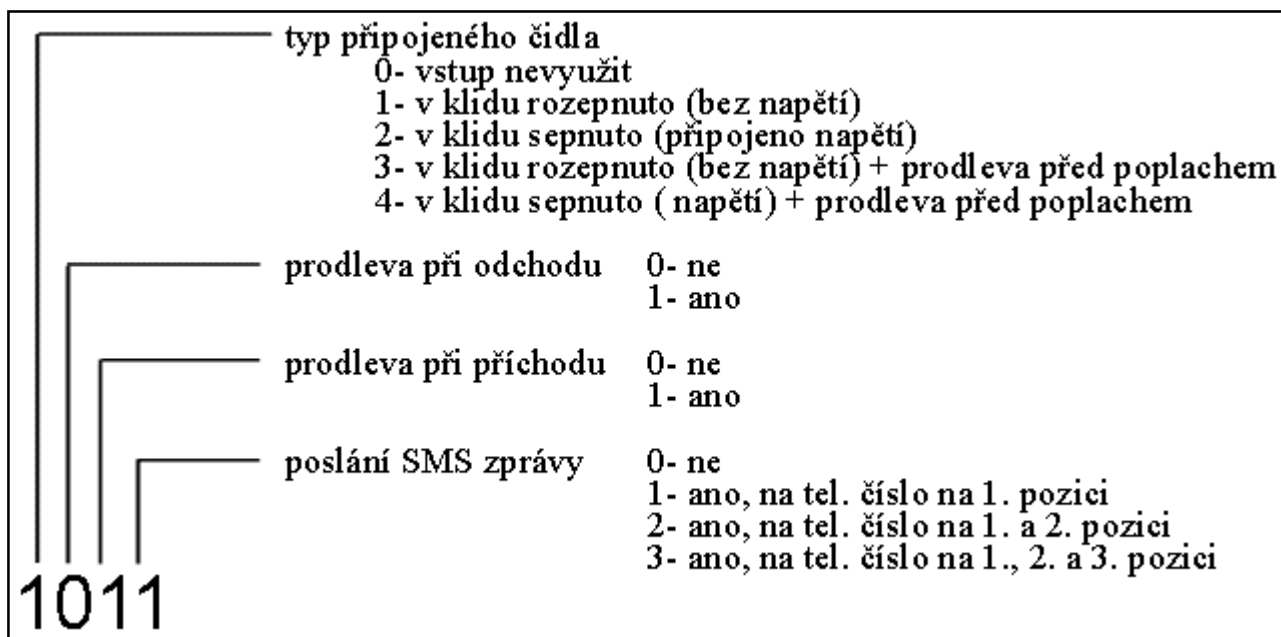 typ připojeného čidla
0- vstup nevyužit
1- v klidu rozepnuto (bez napětí)
2- v klidu sepnuto (připojeno napětí)
3- v klidu rozepnuto (bez napětí) + prodleva před poplachem
4- v klidu sepnuto ( napětí) + prodleva před poplachem
prodleva při odchodu 0- ne
1- ano
prodleva při příchodu 0- ne
1- ano
poslání SMS zprávy 0- ne
1- ano, na tel. číslo na 1. pozici
2- ano, na tel. číslo na 1. a 2. pozici
3- ano, na tel. číslo na 1., 2. a 3. pozici
1011